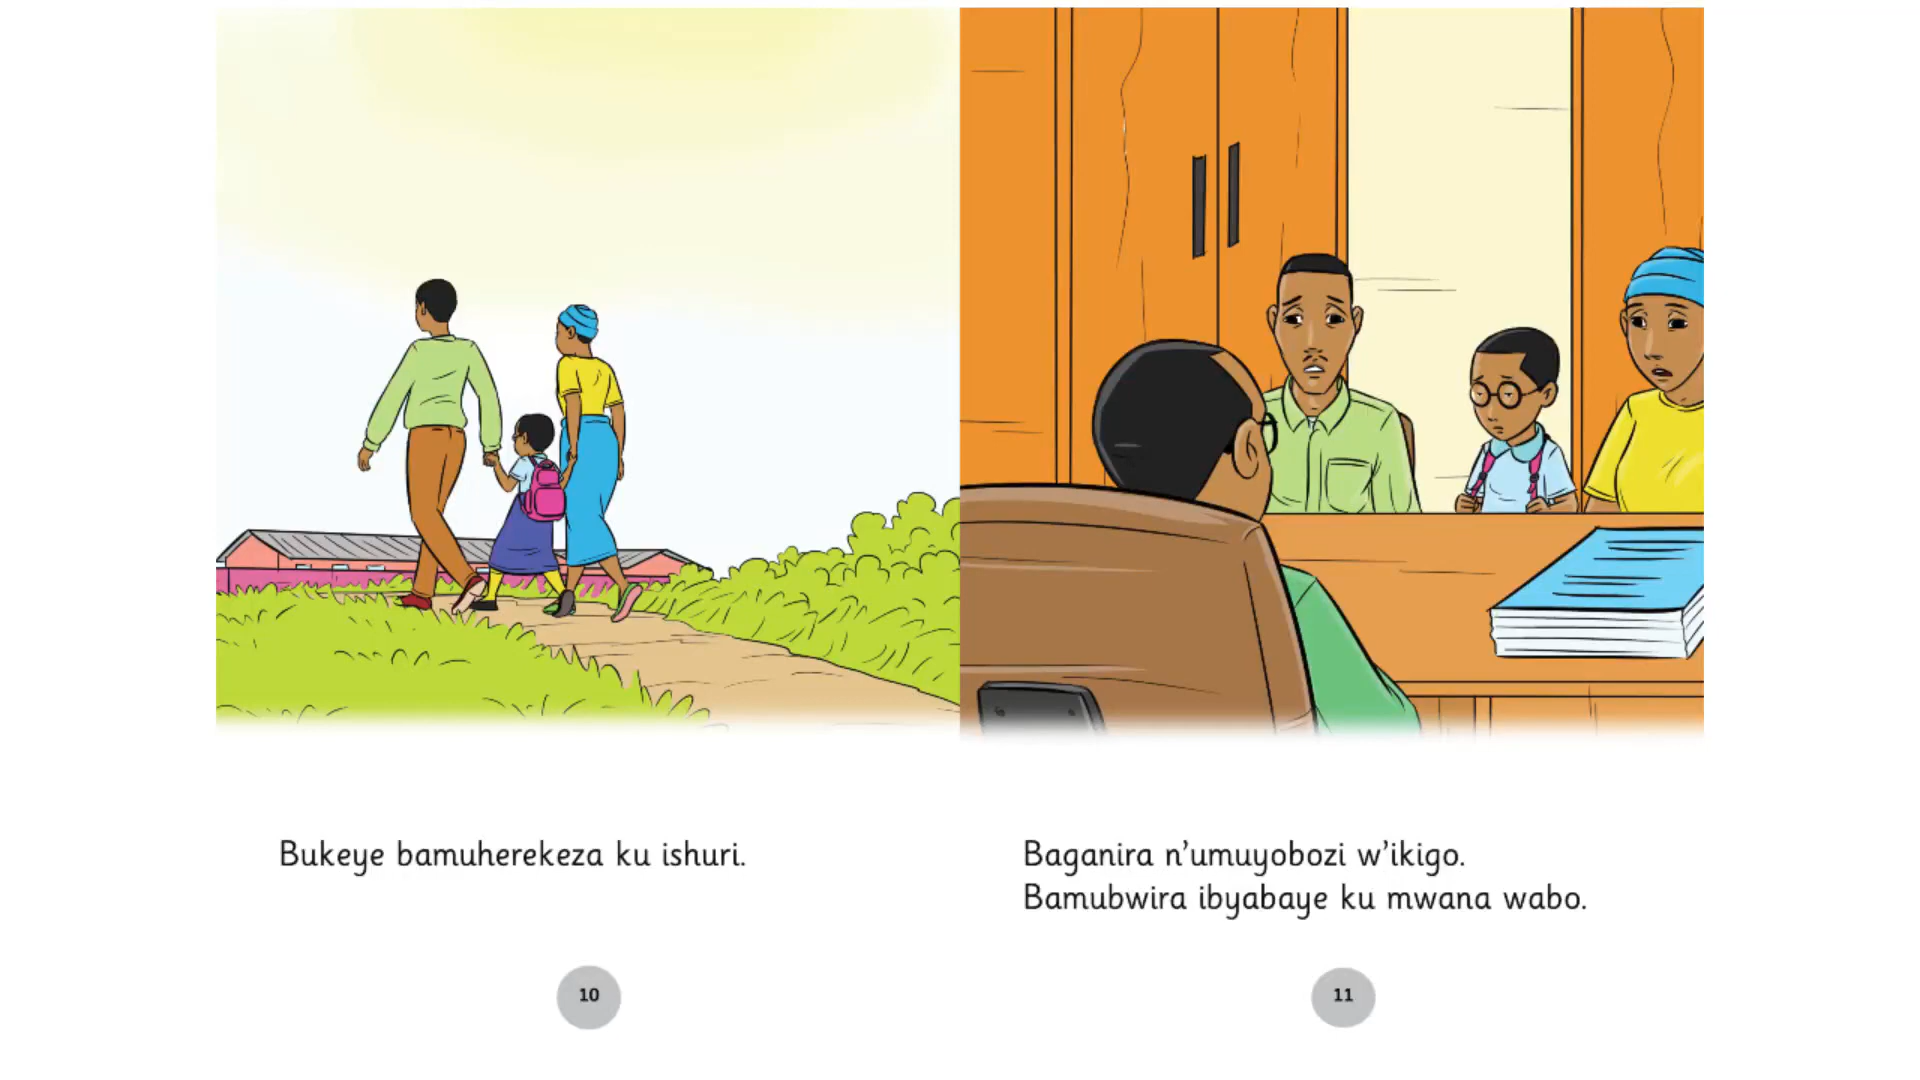 Bukeye bamuherekeza ku ishuri.
10
Baganira n'umuyobozi w'ikigo.
Bamubwira ibyabaye ku mwana wabo.
11